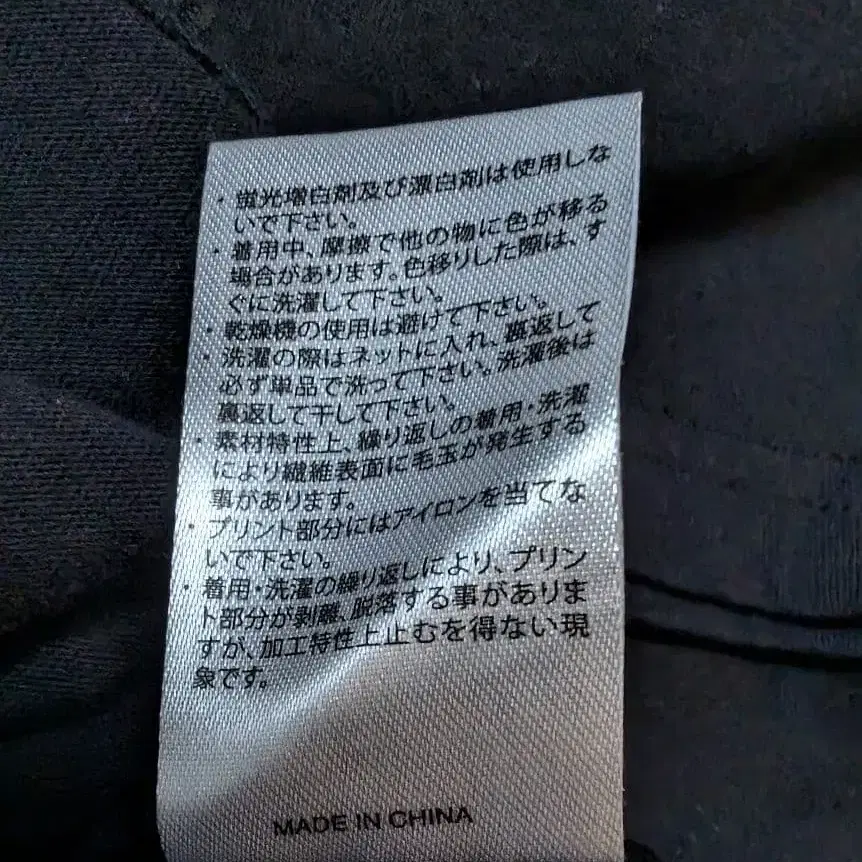 ・蛍光増白剤及び漂白剤は使用しな
いで下さい。
・着用中、摩擦で他の物に色が移る
場合があります。色移りした際は、す
ぐに洗濯して下さい。
・乾燥機の使用は避けて下さい。
・洗濯の際はネットに入れ、裏返して
必ず単品で洗って下さい。洗濯後は
裏返して干して下さい。
・素材特性上、繰り返しの着用・洗濯
により繊維表面に毛玉が発生する
事があります。
・プリント部分にはアイロンを当てな
いで下さい。
・着用・洗濯の繰り返しにより、プリン
ト部分が剥離、脱落する事がありま
すが、加工特性上止むを得ない現
象です。
MADE IN CHINA